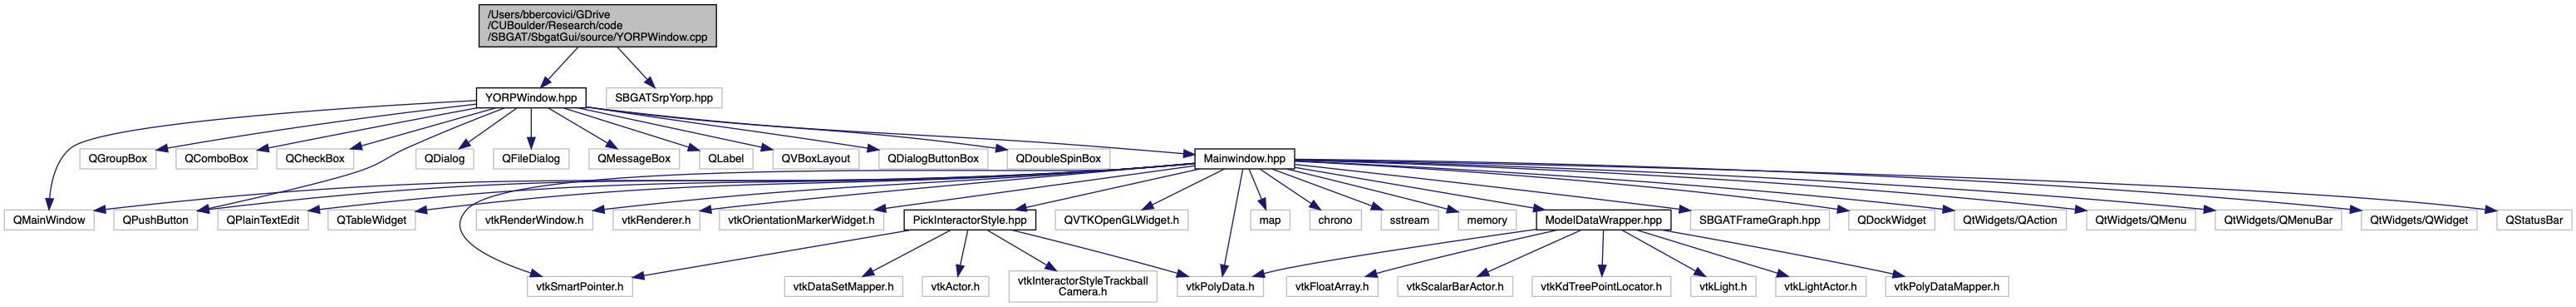 /Users/bbercovici/GDrive
/CUBoulder/Research/code
/SBGAT/SbgatGui/source/YORPWindow.cpp
YORPWindow.hpp
SBGATSrpYorp.hpp
QGroupBox
QComboBox
QCheckBox
QDialog
QFileDialog
QMessageBox
QLabel
QVBoxLayout
QDialogButtonBox
QDoubleSpinBox
Mainwindow.hpp
QMainWindow
QPushButton
QPlainTextEdit
QTableWidget
vtkRenderWindow.h
vtkRenderer.h
vtkOrientationMarkerWidget.h
PickInteractorStyle.hpp
QVTKOpenGLWidget.h
map
chrono
sstream
memory
ModelDataWrapper.hpp
SBGATFrameGraph.hpp
QDockWidget
QtWidgets/QAction
QtWidgets/QMenu
QtWidgets/QMenuBar
QtWidgets/QWidget
QStatusBar
vtkSmartPointer.h
vtkDataSetMapper.h
vtkActor.h
vtkInteractorStyleTrackball
Camera.h
vtkPolyData.h
vtkFloatArray.h
vtkScalarBarActor.h
vtkKdTreePointLocator.h
vtkLight.h
vtkLightActor.h
vtkPolyDataMapper.h